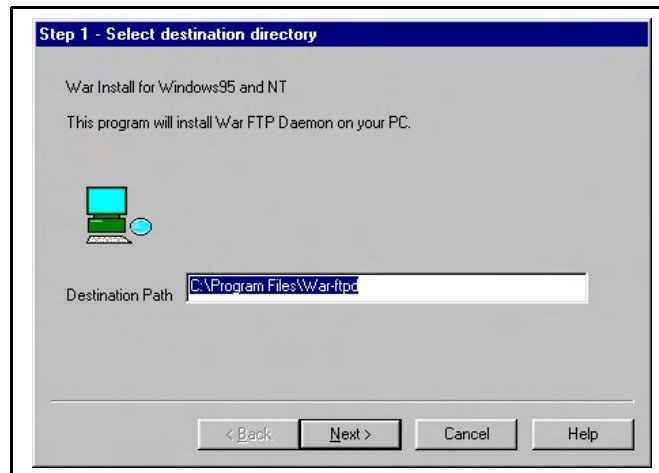 Step 1 - Select destination directory
War Install for Windows95 and NT
This program will install War FTP Daemon on your PC.
Destination Path C:\Program Files\War-ftpd
< Back Next > Cancel Help